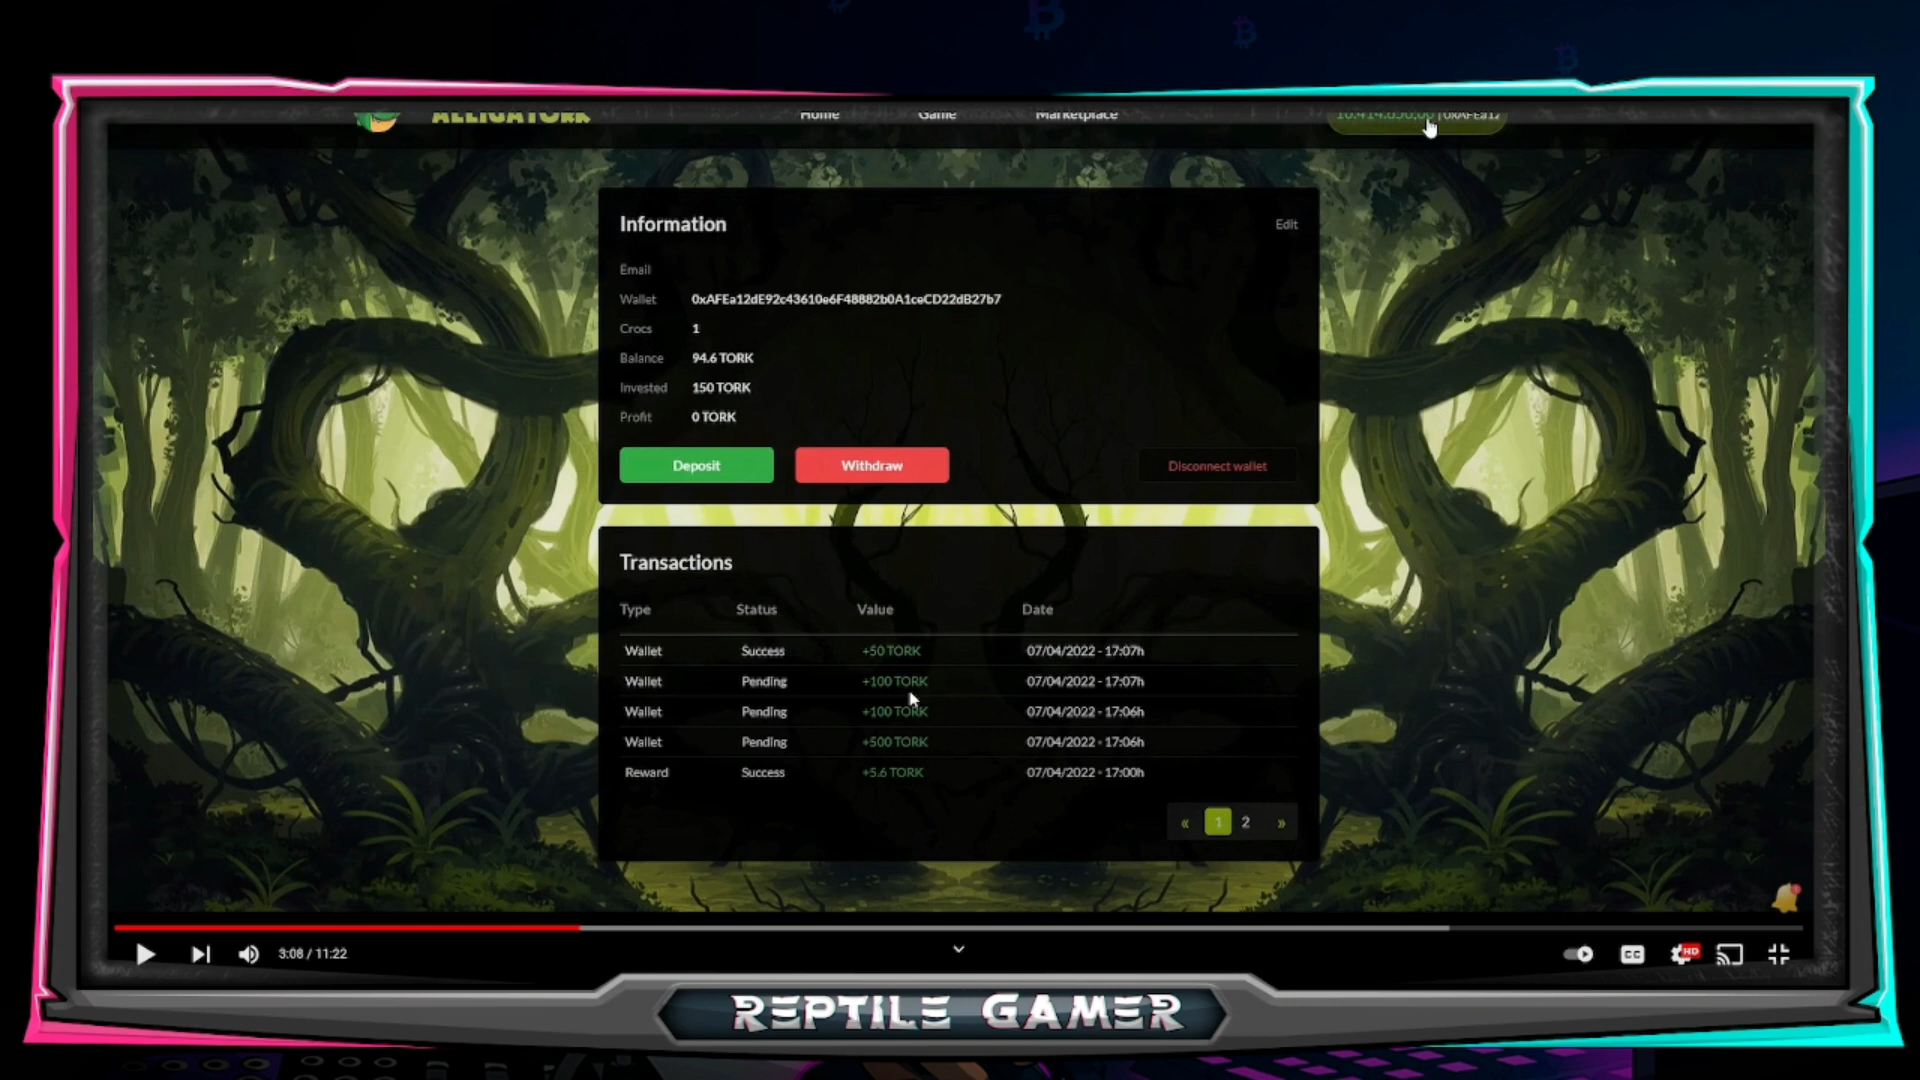 ALLIGATORK Home Game Marketplace
Information Edit
Email
Wallet 0xAFEa12dE92c43610e6F48882b0A1ceCD22dB27b7
Crocs 1
Balance 94.6 TORK
Invested 150 TORK
Profit 0 TORK
Deposit Withdraw Disconnect wallet
Transactions
Type Status Value Date
Wallet Success +50 TORK 07/04/2022 - 17:07h
Wallet Pending +100 TORK 07/04/2022 - 17:07h
Wallet Pending +100 TORK 07/04/2022 - 17:06h
Wallet Pending +500 TORK 07/04/2022 - 17:06h
Reward Success +5.6 TORK 07/04/2022 - 17:00h
« 1 2 »
3:08 / 11:22 CC HD
REPTILE GAMER